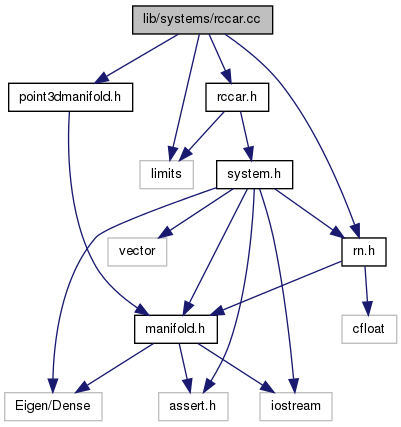 lib/systems/rccar.cc
point3dmanifold.h
rccar.h
limits
system.h
vector
rn.h
manifold.h
cfloat
Eigen/Dense
assert.h
iostream